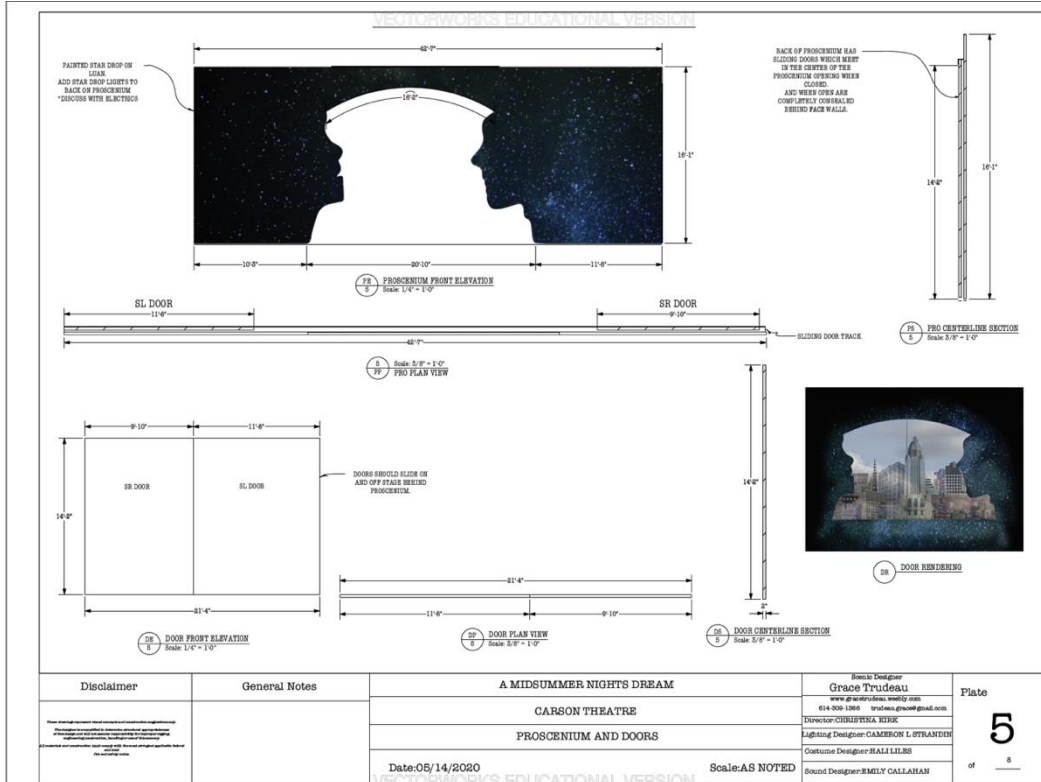 VECTORWORKS EDUCATIONAL VERSION
42'-7"
PAINTED STAR DROP ON
LUAN.
ADD STAR DROP LIGHTS TO
BACK ON PROSCENIUM
*DISCUSS WITH ELECTRICS
16'-2"
16'-1"
10'-3"
20'-10"
11'-6"
PE
5
PROSCENIUM FRONT ELEVATION
Scale: 1/4" = 1'-0"
BACK OF PROSCENIUM HAS
SLIDING DOORS WHICH MEET
IN THE CENTER OF THE
PROSCENIUM OPENING WHEN
CLOSED.
AND WHEN OPEN ARE
COMPLETELY CONSEALED
BEHIND FACE WALLS.
14'-2"
16'-1"
PS
5
PRO CENTERLINE SECTION
Scale: 3/8" = 1'-0"
SL DOOR
11'-6"
SR DOOR
9'-10"
SLIDING DOOR TRACK
42'-7"
5
PP
Scale: 3/8" = 1'-0"
PRO PLAN VIEW
9'-10"
11'-6"
SR DOOR
SL DOOR
14'-2"
DOORS SHOULD SLIDE ON
AND OFF STAGE BEHIND
PROSCENIUM.
21'-4"
DE
5
DOOR FRONT ELEVATION
Scale: 1/4" = 1'-0"
21'-4"
11'-6"
9'-10"
DP
5
DOOR PLAN VIEW
Scale: 3/8" = 1'-0"
14'-2"
2"
DS
5
DOOR CENTERLINE SECTION
Scale: 3/8" = 1'-0"
DR
DOOR RENDERING
Disclaimer
General Notes
A MIDSUMMER NIGHTS DREAM
CARSON THEATRE
PROSCENIUM AND DOORS
Date:05/14/2020
Scale:AS NOTED
Scenic Designer
Grace Trudeau
www.gracetrudeau.weebly.com
614-309-1366 trudeau.grace@gmail.com
Director:CHRISTINA KIRK
Lighting Designer:CAMERON L STRANDIN
Costume Designer:HALI LILES
Sound Designer:EMILY CALLAHAN
Plate
5
of 8
VECTORWORKS EDUCATIONAL VERSION